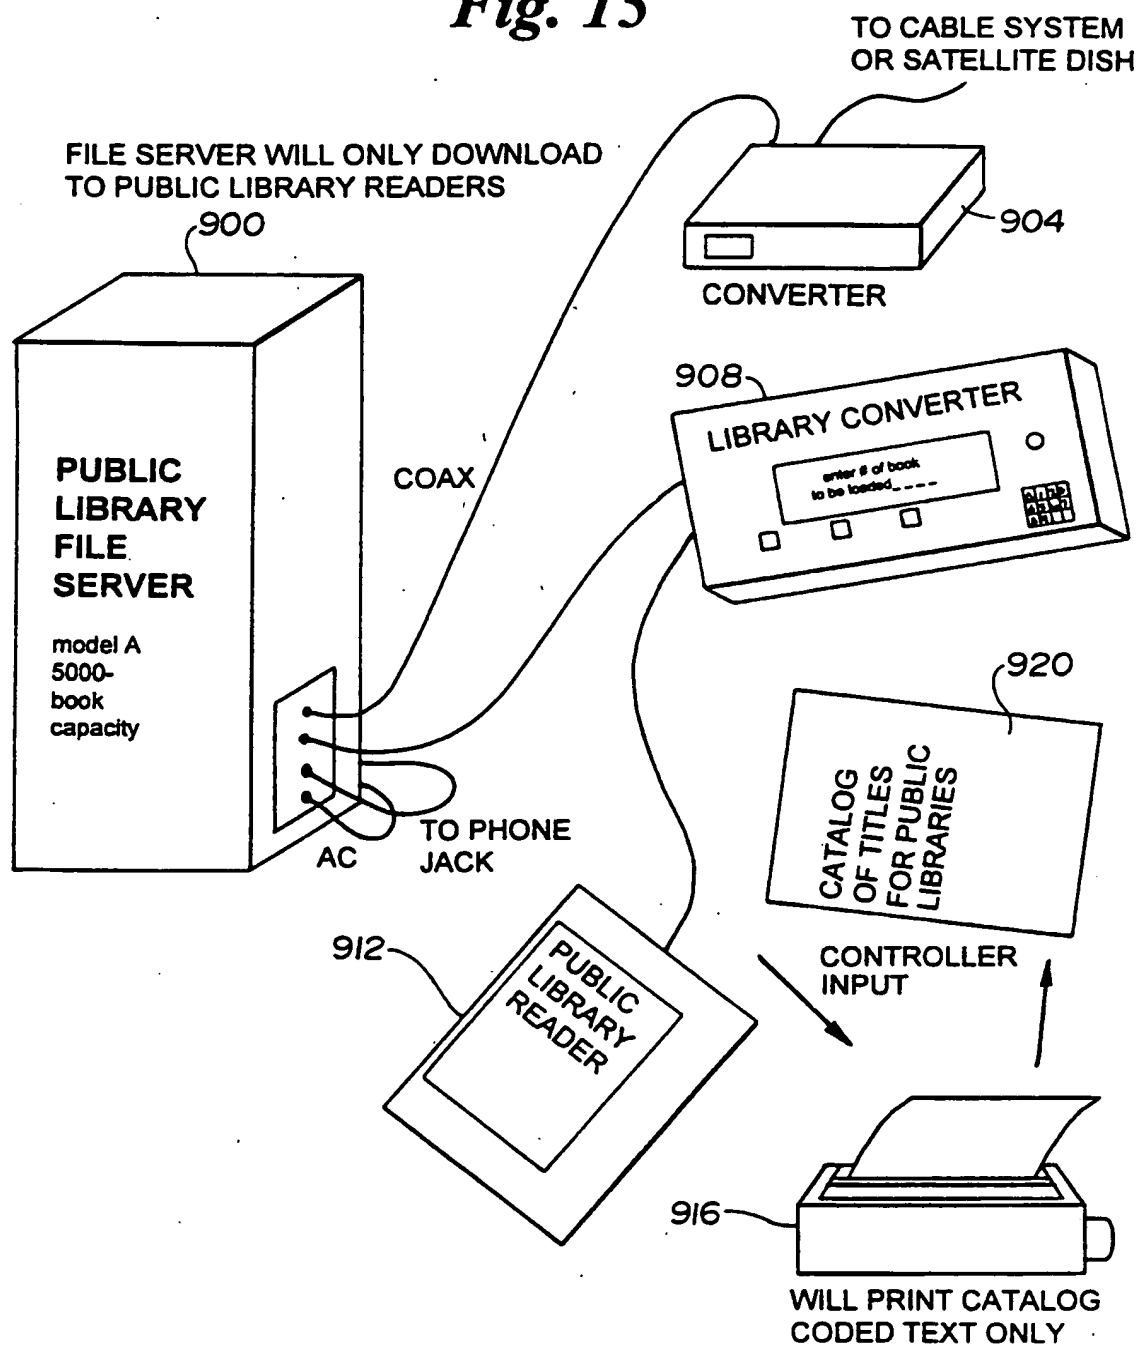 Fig. 15
TO CABLE SYSTEM
OR SATELLITE DISH
FILE SERVER WILL ONLY DOWNLOAD
TO PUBLIC LIBRARY READERS
900
904
CONVERTER
908
LIBRARY CONVERTER
enter # of book
to be loaded_ _ _ _
PUBLIC
LIBRARY
FILE
SERVER
model A
5000-
book
capacity
COAX
AC
TO PHONE
JACK
920
CATALOG
OF TITLES
FOR PUBLIC
LIBRARIES
912
PUBLIC
LIBRARY
READER
CONTROLLER
INPUT
916
WILL PRINT CATALOG
CODED TEXT ONLY